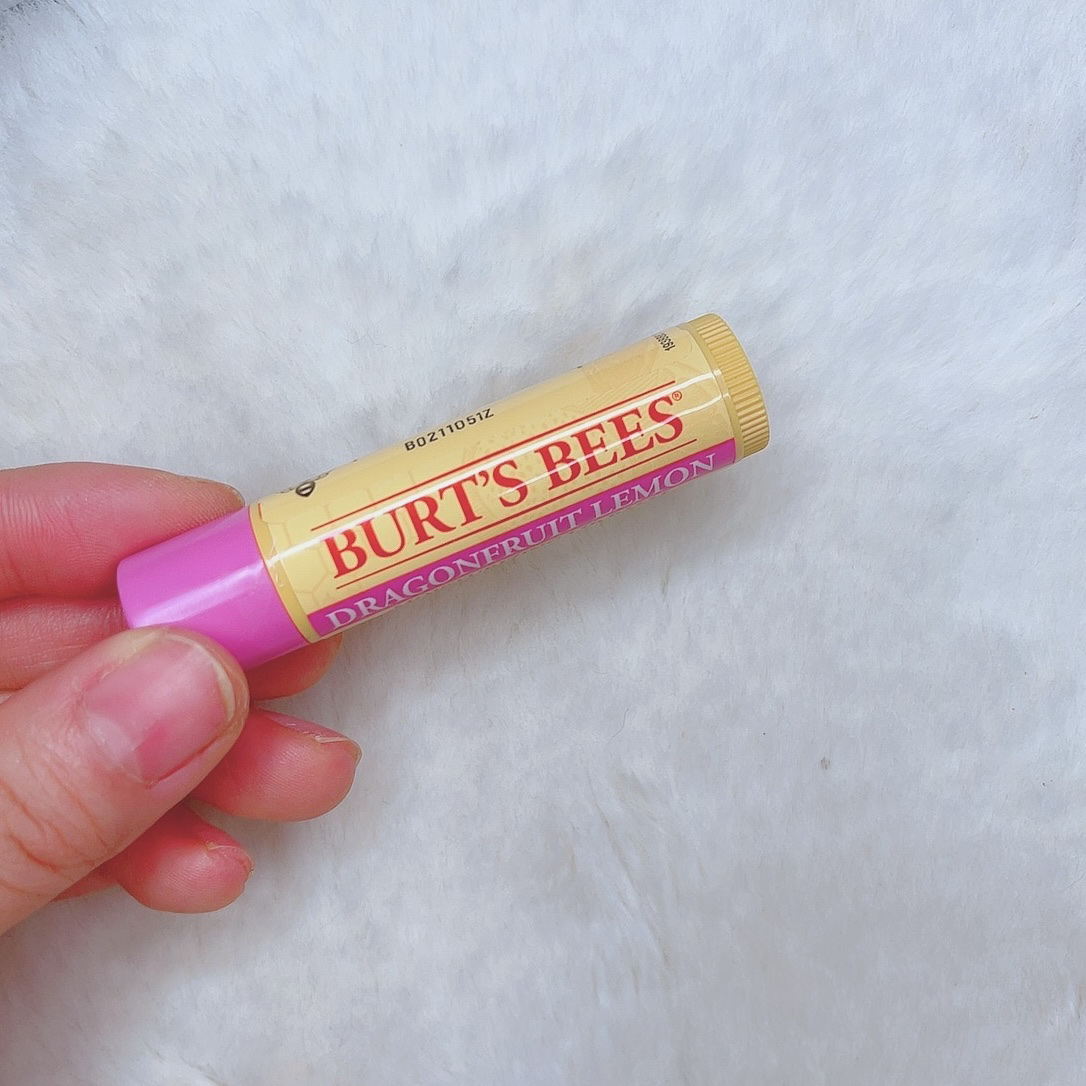 B0211051Z
BURT'S BEES®
DRAGONFRUIT LEMON